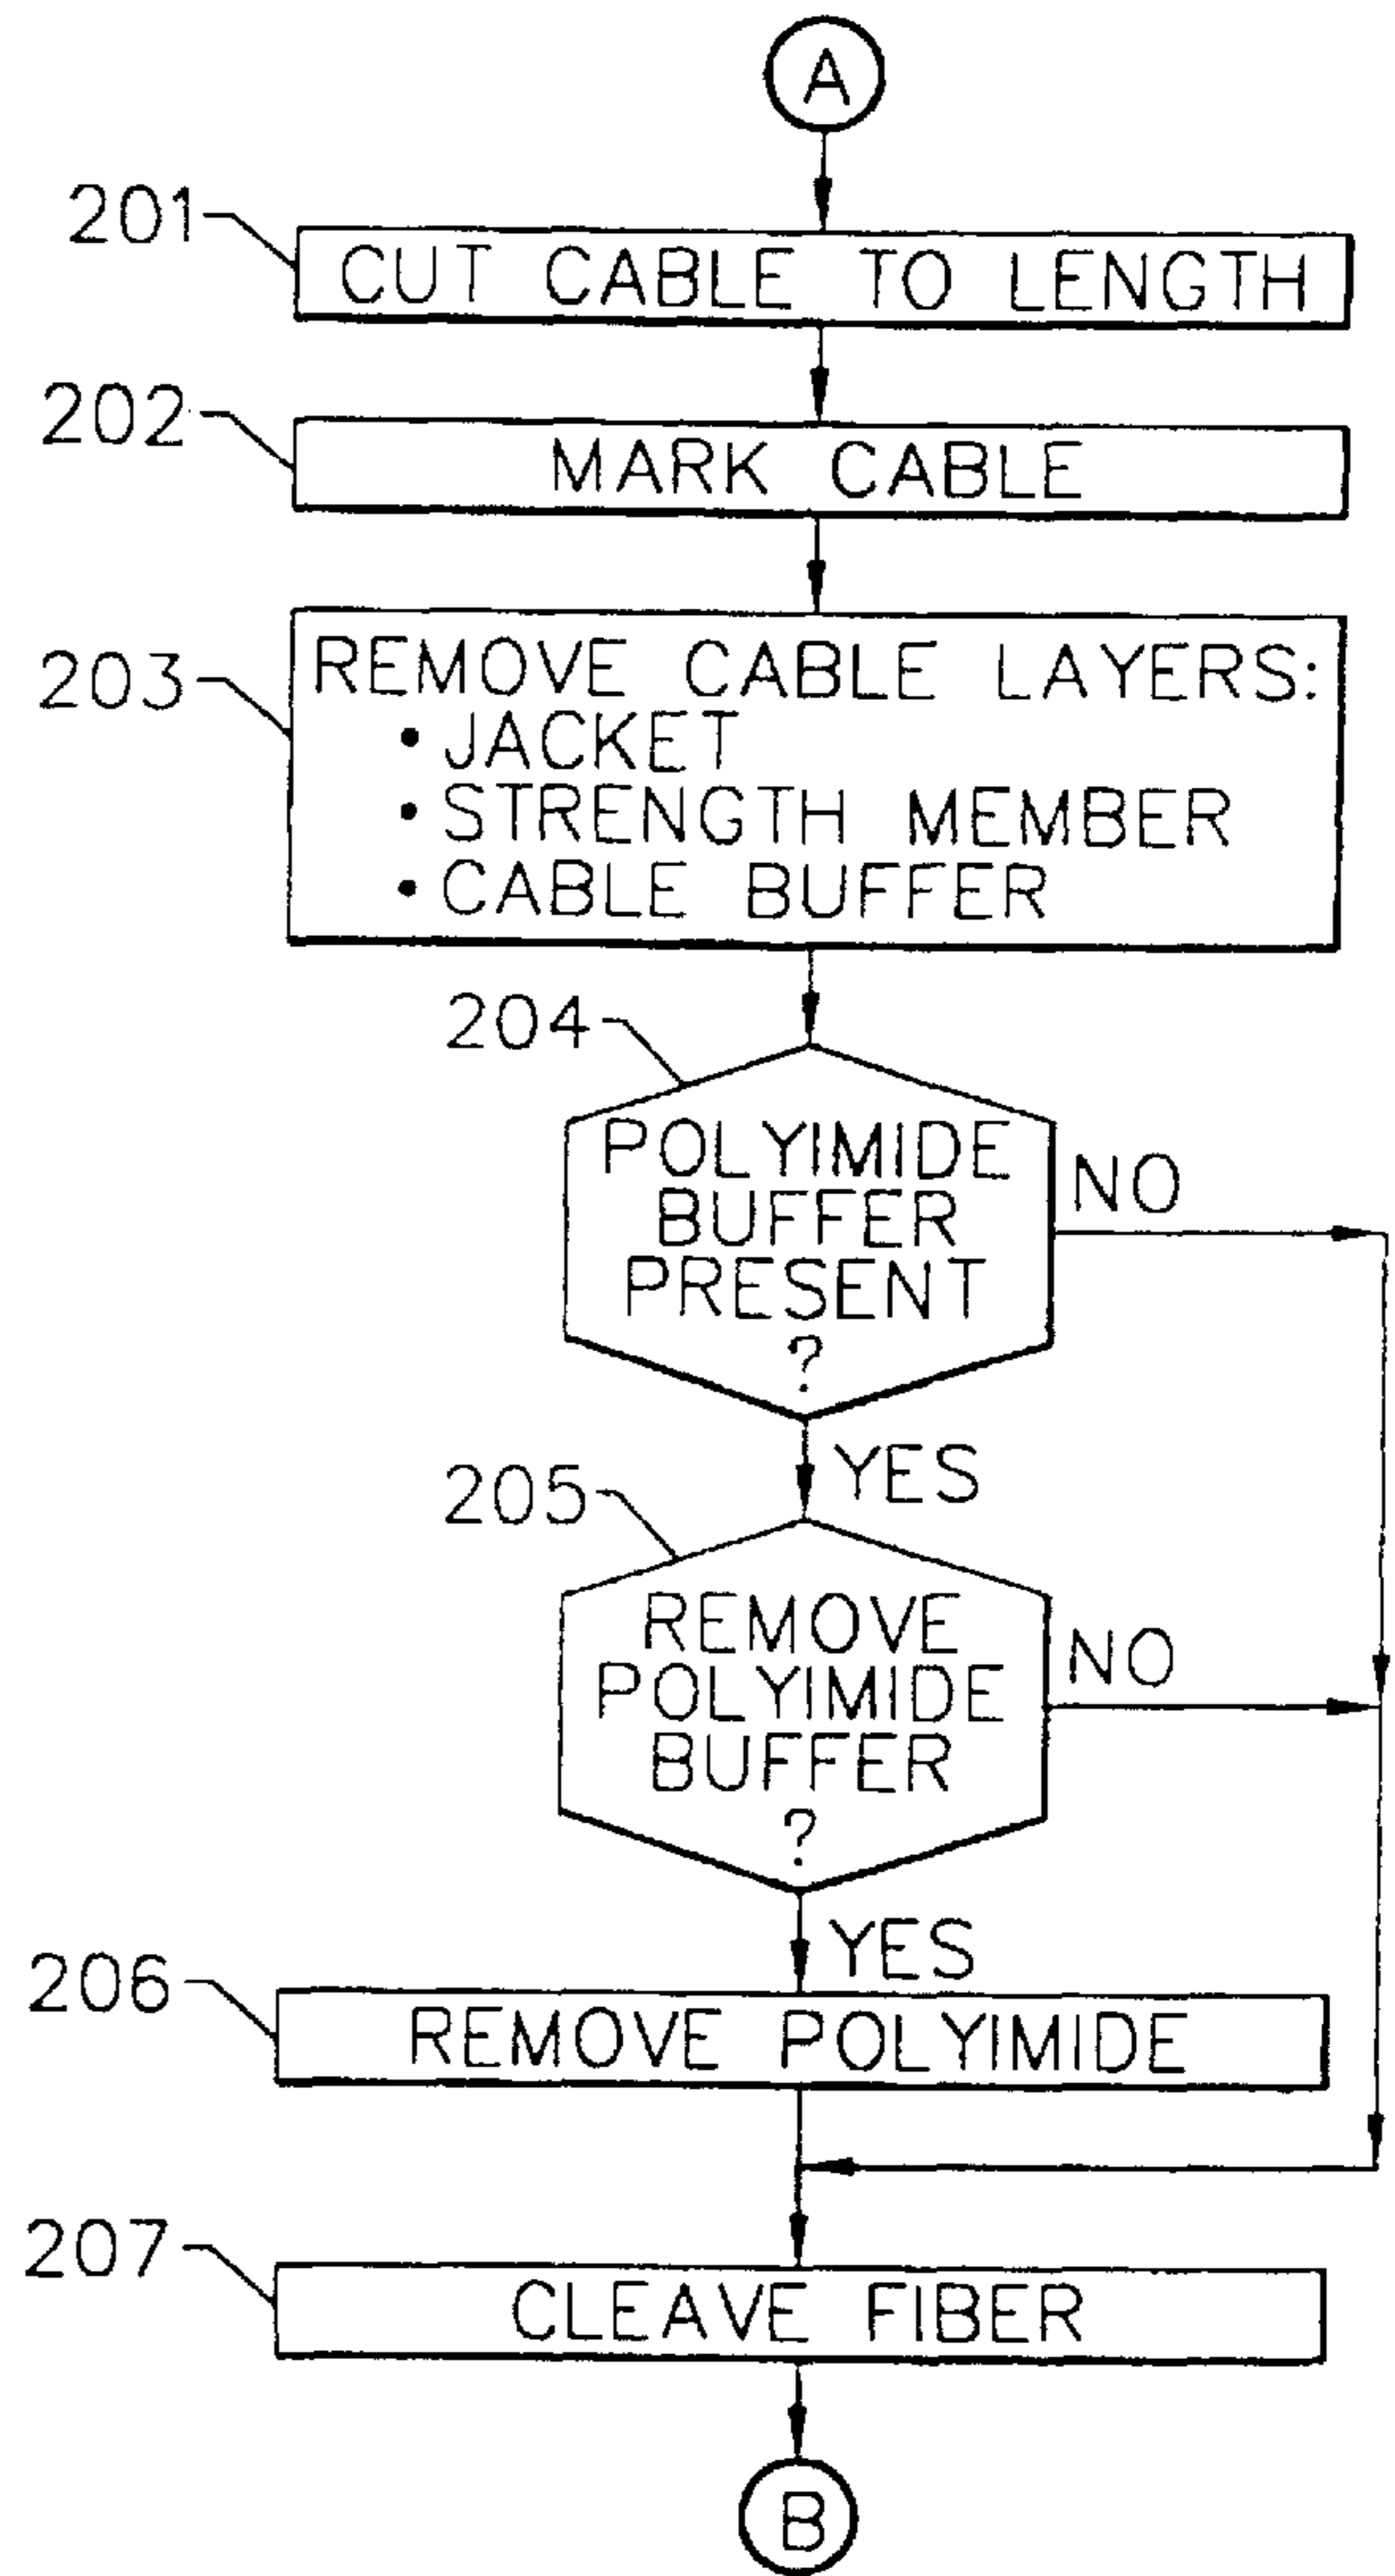 A
201
CUT CABLE TO LENGTH
202
MARK CABLE
203
REMOVE CABLE LAYERS:
• JACKET
• STRENGTH MEMBER
• CABLE BUFFER
204
POLYIMIDE
BUFFER
PRESENT
?
NO
YES
205
REMOVE
POLYIMIDE
BUFFER
?
NO
YES
206
REMOVE POLYIMIDE
207
CLEAVE FIBER
B